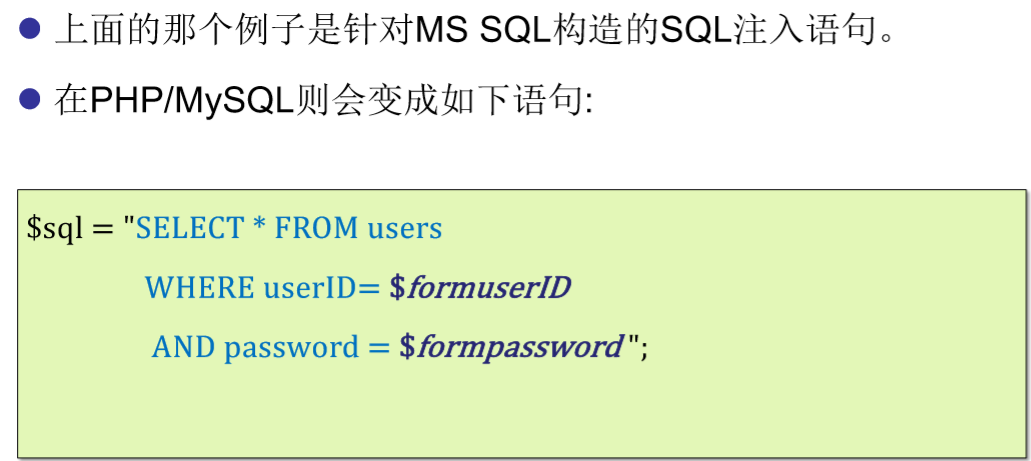 ● 上面的那个例子是针对MS SQL构造的SQL注入语句。
● 在PHP/MySQL则会变成如下语句:
$sql = "SELECT * FROM users
WHERE userID= $formuserID
AND password = $formpassword";